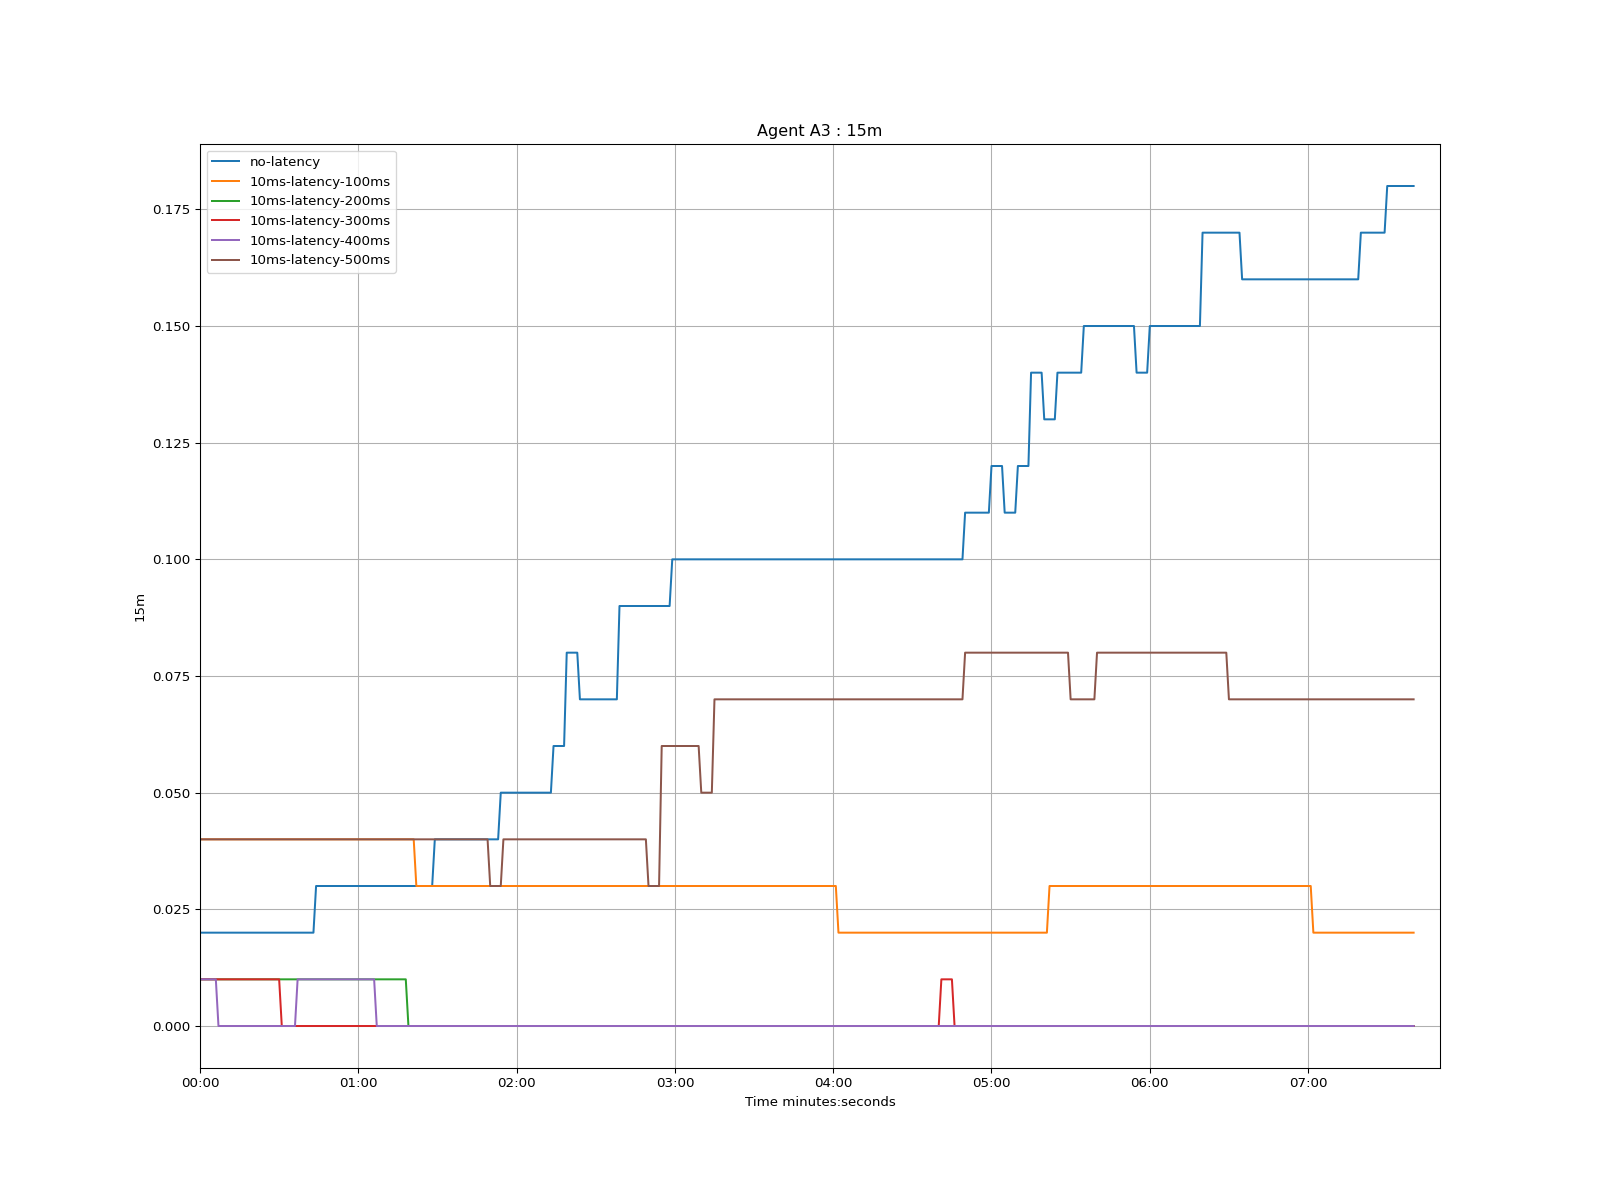 Agent A3 : 15m
no-latency
10ms-latency-100ms
10ms-latency-200ms
10ms-latency-300ms
10ms-latency-400ms
10ms-latency-500ms
0.175
0.150
0.125
0.100
0.075
0.050
0.025
0.000
15m
00:00 01:00 02:00 03:00 04:00 05:00 06:00 07:00
Time minutes:seconds